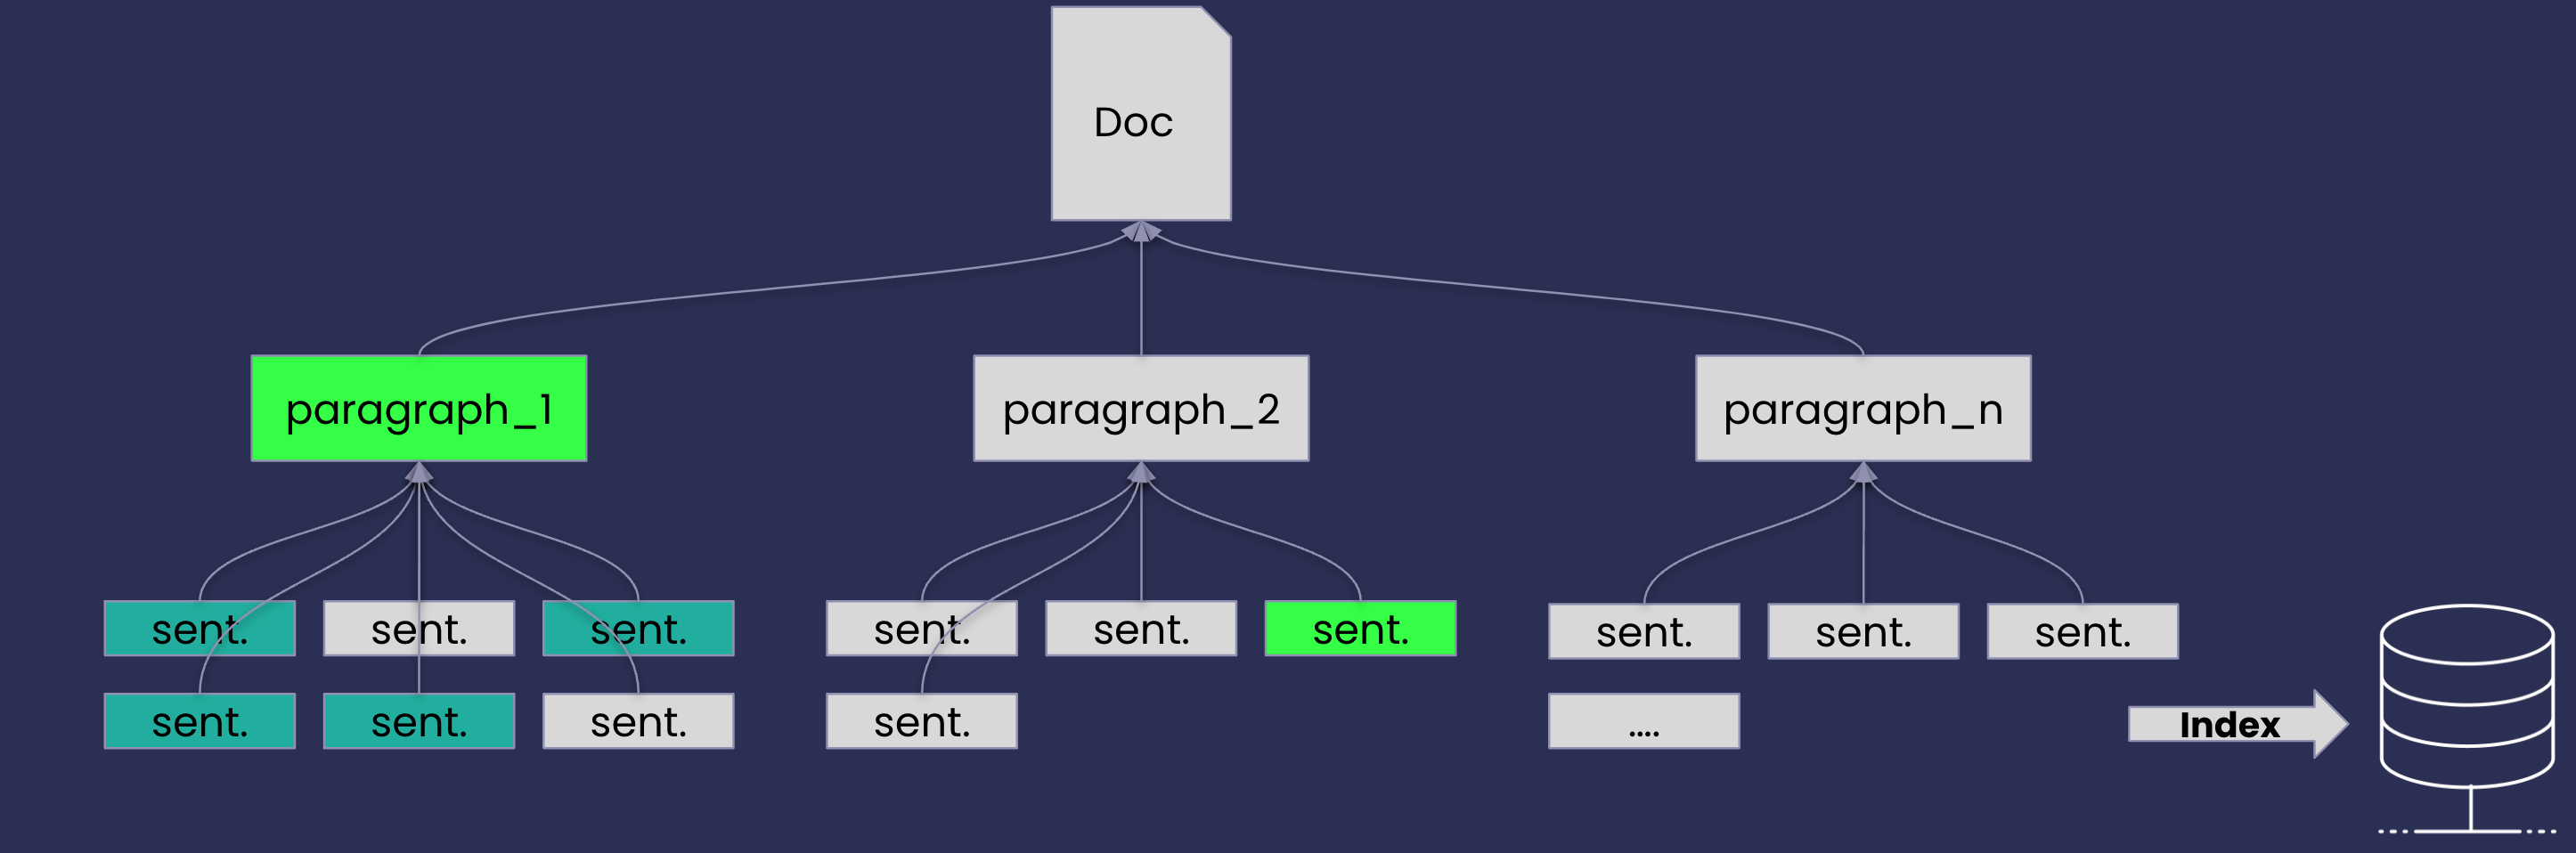 Doc
paragraph_1
paragraph_2
paragraph_n
sent. sent. sent. sent. sent. sent. sent. sent. sent.
sent. sent. sent. sent. .... Index